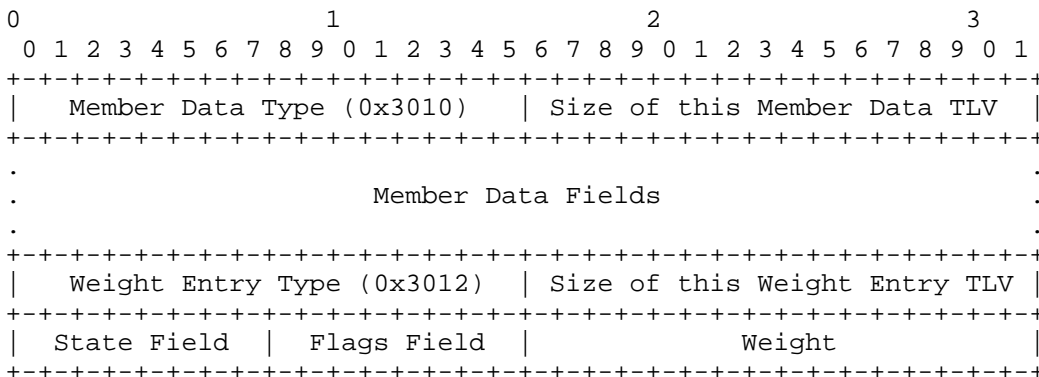 0                   1                   2                   3
 0 1 2 3 4 5 6 7 8 9 0 1 2 3 4 5 6 7 8 9 0 1 2 3 4 5 6 7 8 9 0 1
+-+-+-+-+-+-+-+-+-+-+-+-+-+-+-+-+-+-+-+-+-+-+-+-+-+-+-+-+-+-+-+-+
|   Member Data Type (0x3010)   | Size of this Member Data TLV  |
+-+-+-+-+-+-+-+-+-+-+-+-+-+-+-+-+-+-+-+-+-+-+-+-+-+-+-+-+-+-+-+-+
.                                                               .
.                      Member Data Fields                       .
.                                                               .
+-+-+-+-+-+-+-+-+-+-+-+-+-+-+-+-+-+-+-+-+-+-+-+-+-+-+-+-+-+-+-+-+
|   Weight Entry Type (0x3012)  | Size of this Weight Entry TLV |
+-+-+-+-+-+-+-+-+-+-+-+-+-+-+-+-+-+-+-+-+-+-+-+-+-+-+-+-+-+-+-+-+
|  State Field  |  Flags Field  |             Weight            |
+-+-+-+-+-+-+-+-+-+-+-+-+-+-+-+-+-+-+-+-+-+-+-+-+-+-+-+-+-+-+-+-+